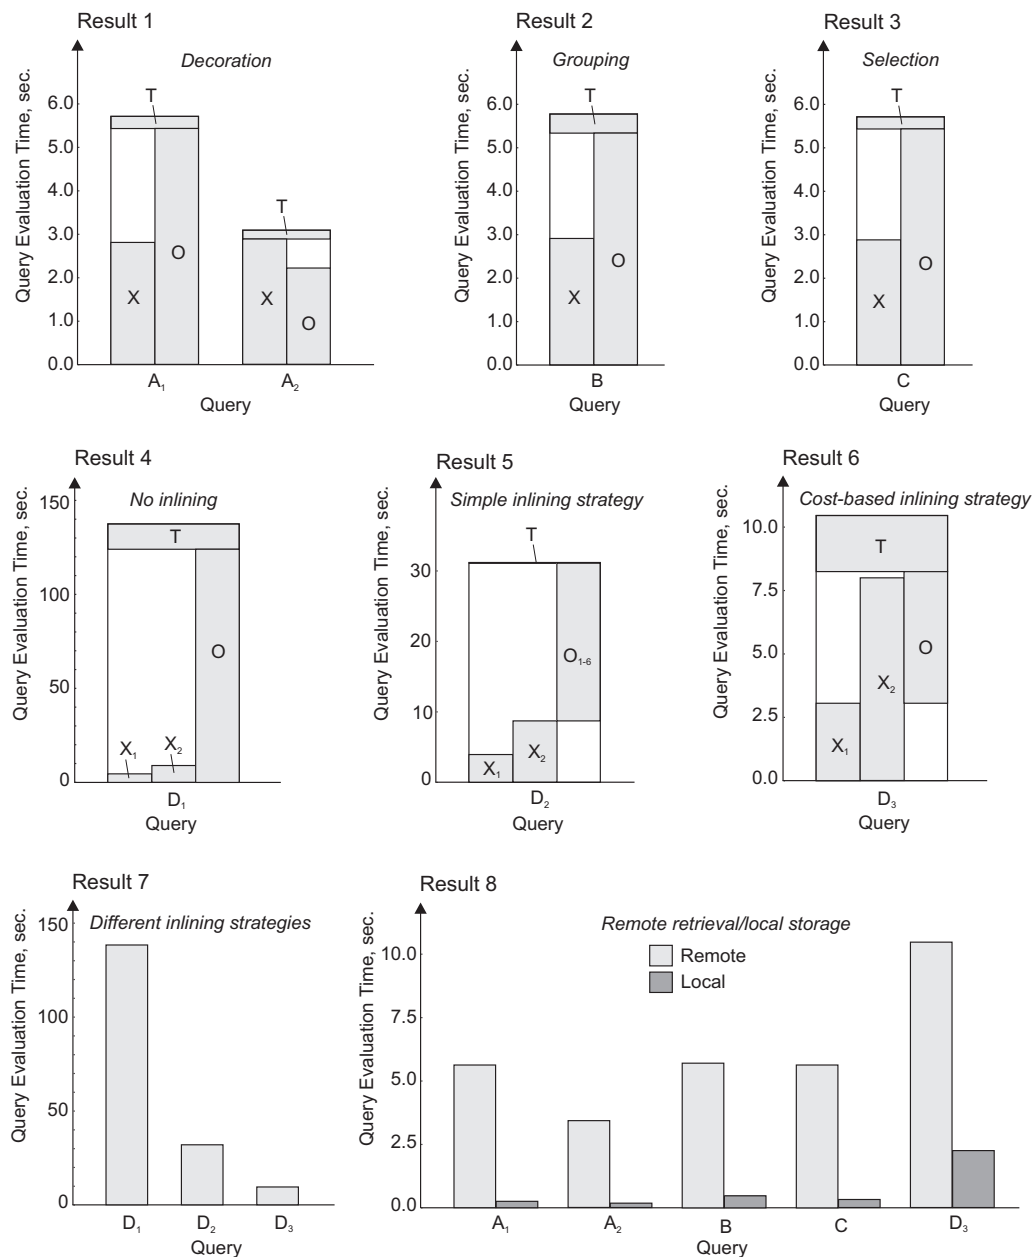 Result 1
Decoration
Query Evaluation Time, sec.
6.0
5.0
4.0
3.0
2.0
1.0
0.0
T
X
O
T
X
O
A₁
A₂
Query
Result 2
Grouping
Query Evaluation Time, sec.
6.0
5.0
4.0
3.0
2.0
1.0
0.0
T
X
O
B
Query
Result 3
Selection
Query Evaluation Time, sec.
6.0
5.0
4.0
3.0
2.0
1.0
0.0
T
X
O
C
Query
Result 4
No inlining
Query Evaluation Time, sec.
150
100
50
0
T
X₁
X₂
O
D₁
Query
Result 5
Simple inlining strategy
Query Evaluation Time, sec.
30
20
10
0
T
X₁
X₂
O₁₋₆
D₂
Query
Result 6
Cost-based inlining strategy
Query Evaluation Time, sec.
10.0
7.5
5.0
2.5
0.0
T
X₁
X₂
O
D₃
Query
Result 7
Different inlining strategies
Query Evaluation Time, sec.
150
100
50
0
D₁
D₂
D₃
Query
Result 8
Remote retrieval/local storage
Remote
Local
Query Evaluation Time, sec.
10.0
7.5
5.0
2.5
0.0
A₁
A₂
B
C
D₃
Query